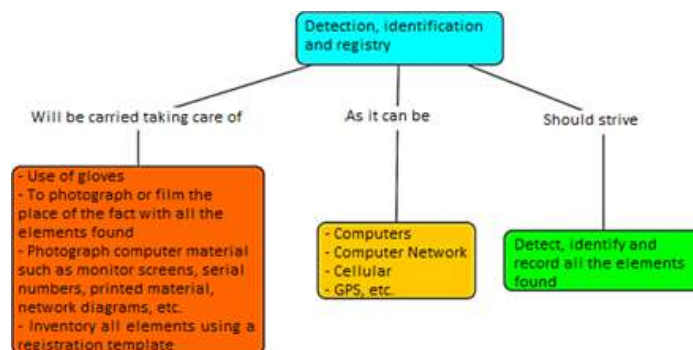 Detection, identification
and registry
Will be carried taking care of
As it can be
Should strive
- Use of gloves
- To photograph or film the
place of the fact with all the
elements found
- Photograph computer material
such as monitor screens, serial
numbers, printed material,
network diagrams, etc.
- Inventory all elements using a
registration template
- Computers
- Computer Network
- Cellular
- GPS, etc.
Detect, identify and
record all the elements
found